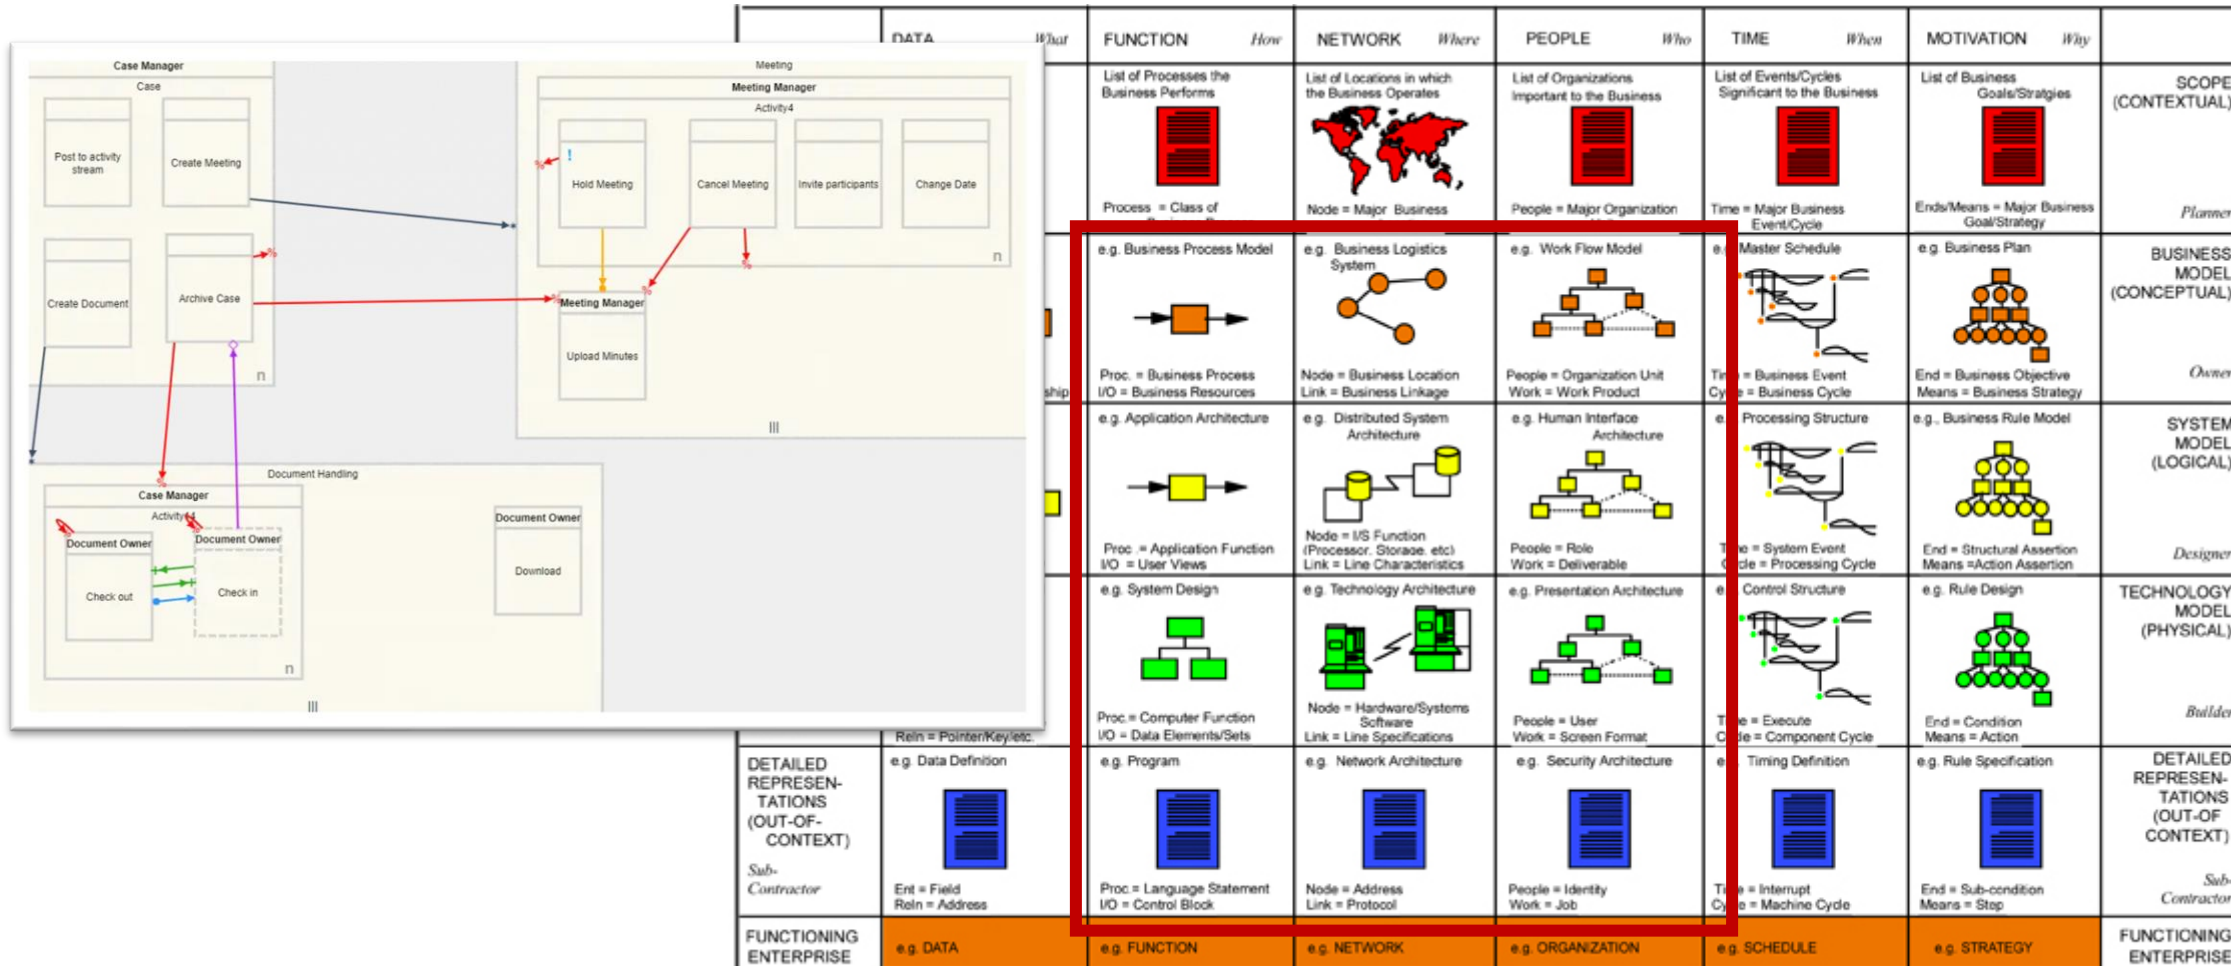 Case Manager
Case
Post to activity
stream
Create Meeting
Create Document
Archive Case
%
n
Meeting
Meeting Manager
Activity4
%
!
Hold Meeting
Cancel Meeting
Invite participants
Change Date
%
n
%
%
Meeting Manager
Upload Minutes
III
Document Handling
%
Case Manager
Document Owner
Check out
Document Owner
Check in
n
Document Owner
Download
III
DATA What
FUNCTION How
NETWORK Where
PEOPLE Who
TIME When
MOTIVATION Why
List of Processes the
Business Performs
Process = Class of
List of Locations in which
the Business Operates
Node = Major Business
List of Organizations
Important to the Business
People = Major Organization
List of Events/Cycles
Significant to the Business
Time = Major Business
Event/Cycle
List of Business
Goals/Stratgies
Ends/Means = Major Business
Goal/Strategy
SCOPE
(CONTEXTUAL)
Planner
ship
e.g. Business Process Model
Proc. = Business Process
I/O = Business Resources
e.g. Business Logistics
System
Node = Business Location
Link = Business Linkage
e.g. Work Flow Model
People = Organization Unit
Work = Work Product
Master Schedule
= Business Event
= Business Cycle
e.g. Business Plan
End = Business Objective
Means = Business Strategy
BUSINESS
MODEL
(CONCEPTUAL)
Owner
e.g. Application Architecture
Proc .= Application Function
I/O = User Views
e.g. Distributed System
Architecture
Node = I/S Function
(Processor, Storage, etc)
Link = Line Characteristics
e.g. Human Interface
Architecture
People = Role
Work = Deliverable
Processing Structure
= System Event
= Processing Cycle
e.g., Business Rule Model
End = Structural Assertion
Means =Action Assertion
SYSTEM
MODEL
(LOGICAL)
Designer
Reln = Pointer/Key/etc.
e.g. System Design
Proc.= Computer Function
I/O = Data Elements/Sets
e.g. Technology Architecture
Node = Hardware/Systems
Software
Link = Line Specifications
e.g. Presentation Architecture
People = User
Work = Screen Format
Control Structure
= Execute
= Component Cycle
e.g. Rule Design
End = Condition
Means = Action
TECHNOLOGY
MODEL
(PHYSICAL)
Builder
DETAILED
REPRESEN-
TATIONS
(OUT-OF-
CONTEXT)
Sub-
Contractor
e.g. Data Definition
Ent = Field
Reln = Address
e.g. Program
Proc.= Language Statement
I/O = Control Block
e.g. Network Architecture
Node = Address
Link = Protocol
e.g. Security Architecture
People = Identity
Work = Job
Timing Definition
= Interrupt
= Machine Cycle
e.g. Rule Specification
End = Sub-condition
Means = Step
DETAILED
REPRESEN-
TATIONS
(OUT-OF
CONTEXT)
Sub-
Contractor
FUNCTIONING
ENTERPRISE
e.g. DATA
e.g. FUNCTION
e.g. NETWORK
e.g. ORGANIZATION
e.g. SCHEDULE
e.g. STRATEGY
FUNCTIONING
ENTERPRISE